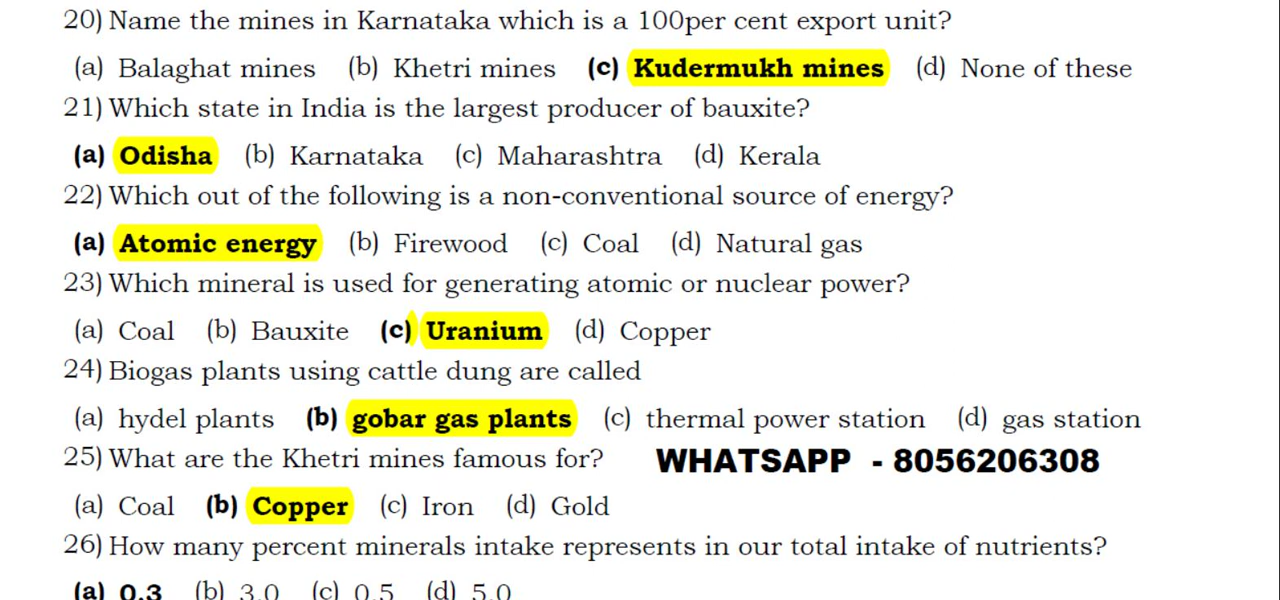 20) Name the mines in Karnataka which is a 100per cent export unit?
(a) Balaghat mines (b) Khetri mines (c) Kudermukh mines (d) None of these
21) Which state in India is the largest producer of bauxite?
(a) Odisha (b) Karnataka (c) Maharashtra (d) Kerala
22) Which out of the following is a non-conventional source of energy?
(a) Atomic energy (b) Firewood (c) Coal (d) Natural gas
23) Which mineral is used for generating atomic or nuclear power?
(a) Coal (b) Bauxite (c) Uranium (d) Copper
24) Biogas plants using cattle dung are called
(a) hydel plants (b) gobar gas plants (c) thermal power station (d) gas station
25) What are the Khetri mines famous for? WHATSAPP - 8056206308
(a) Coal (b) Copper (c) Iron (d) Gold
26) How many percent minerals intake represents in our total intake of nutrients?
(a) 0.3 (b) 3.0 (c) 0.5 (d) 5.0